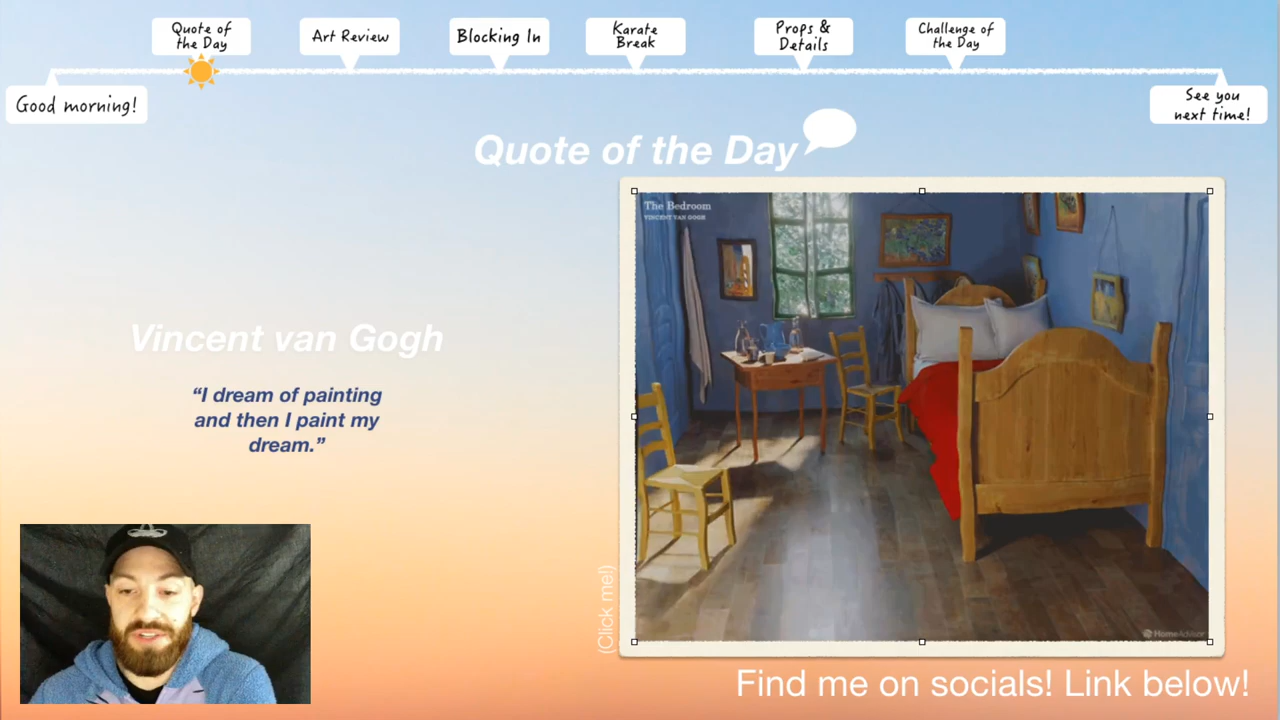 Quote of
the Day
Art Review
Blocking In
Karate
Break
Props &
Details
Challenge of
the Day
Good morning!
See you
next time!
Quote of the Day
The Bedroom
VINCENT VAN GOGH
Vincent van Gogh
“I dream of painting
and then I paint my
dream.”
(Click me!)
HomeAdvisor
Find me on socials! Link below!